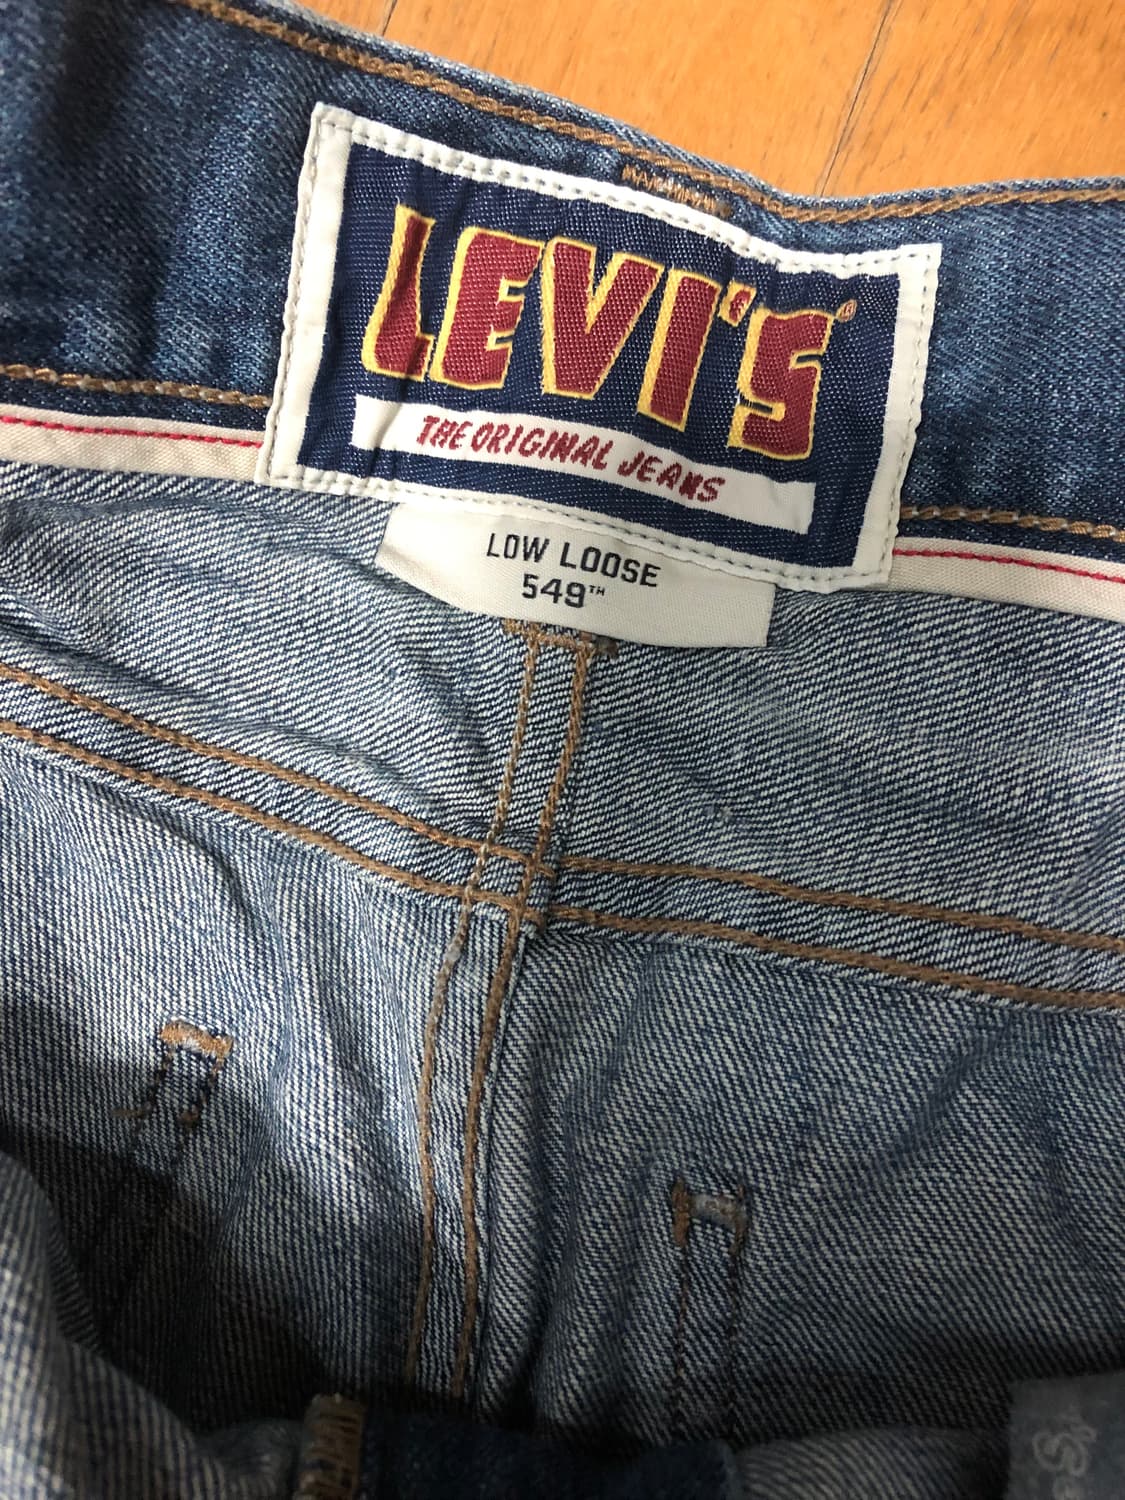 LEVI'S®
THE ORIGINAL JEANS
LOW LOOSE
549™